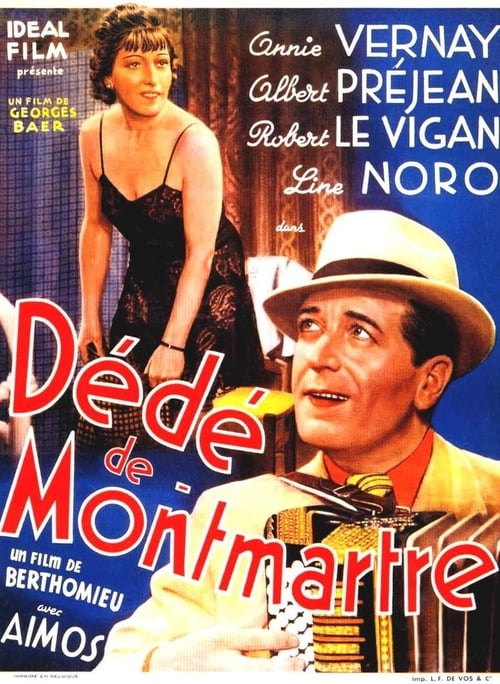 IDEAL
FILM
présente
UN FILM DE
GEORGES
BAER
Annie VERNAY
Albert PRÉJEAN
Robert LE VIGAN
Line NORO
dans
Dédé
de
Montmartre
UN FILM DE
BERTHOMIEU
avec
AIMOS
IMPRIMÉ EN BELGIQUE
Imp. L. F. DE VOS & Cº